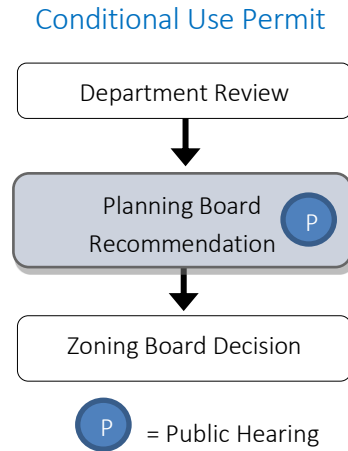 Conditional Use Permit
Department Review
Planning Board
Recommendation
P
Zoning Board Decision
P = Public Hearing